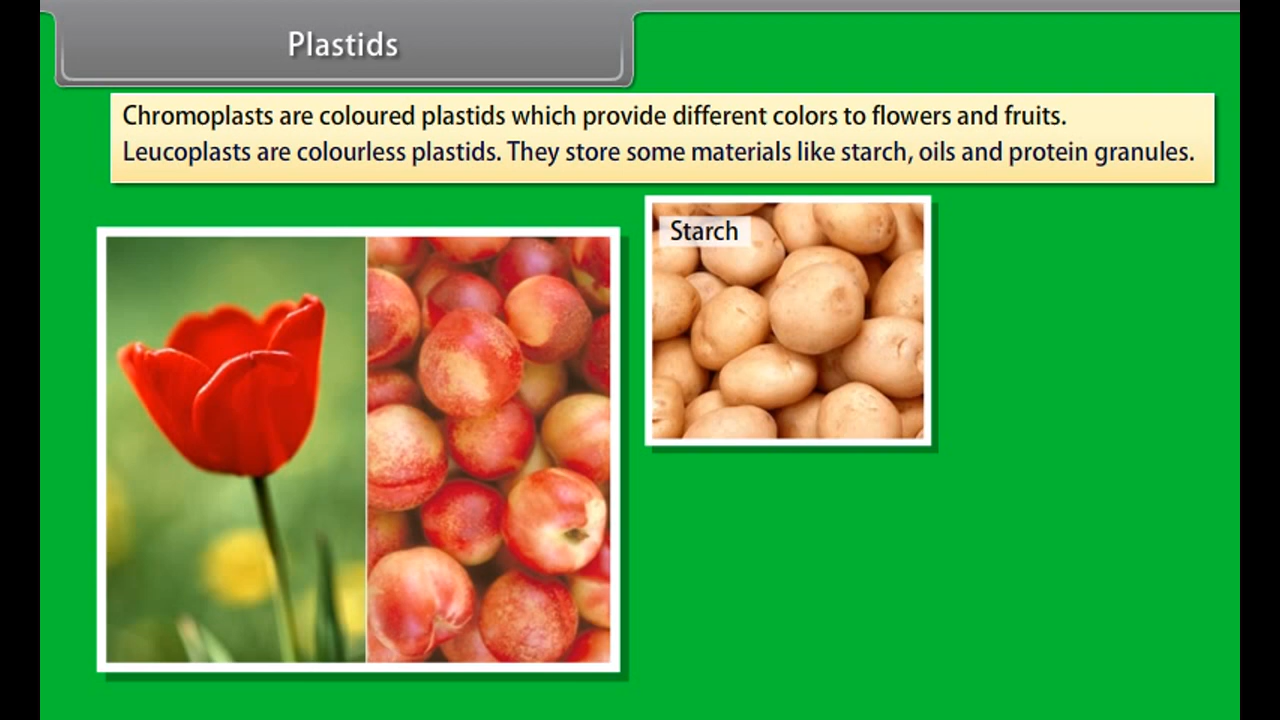 Plastids
Chromoplasts are coloured plastids which provide different colors to flowers and fruits.
Leucoplasts are colourless plastids. They store some materials like starch, oils and protein granules.
Starch